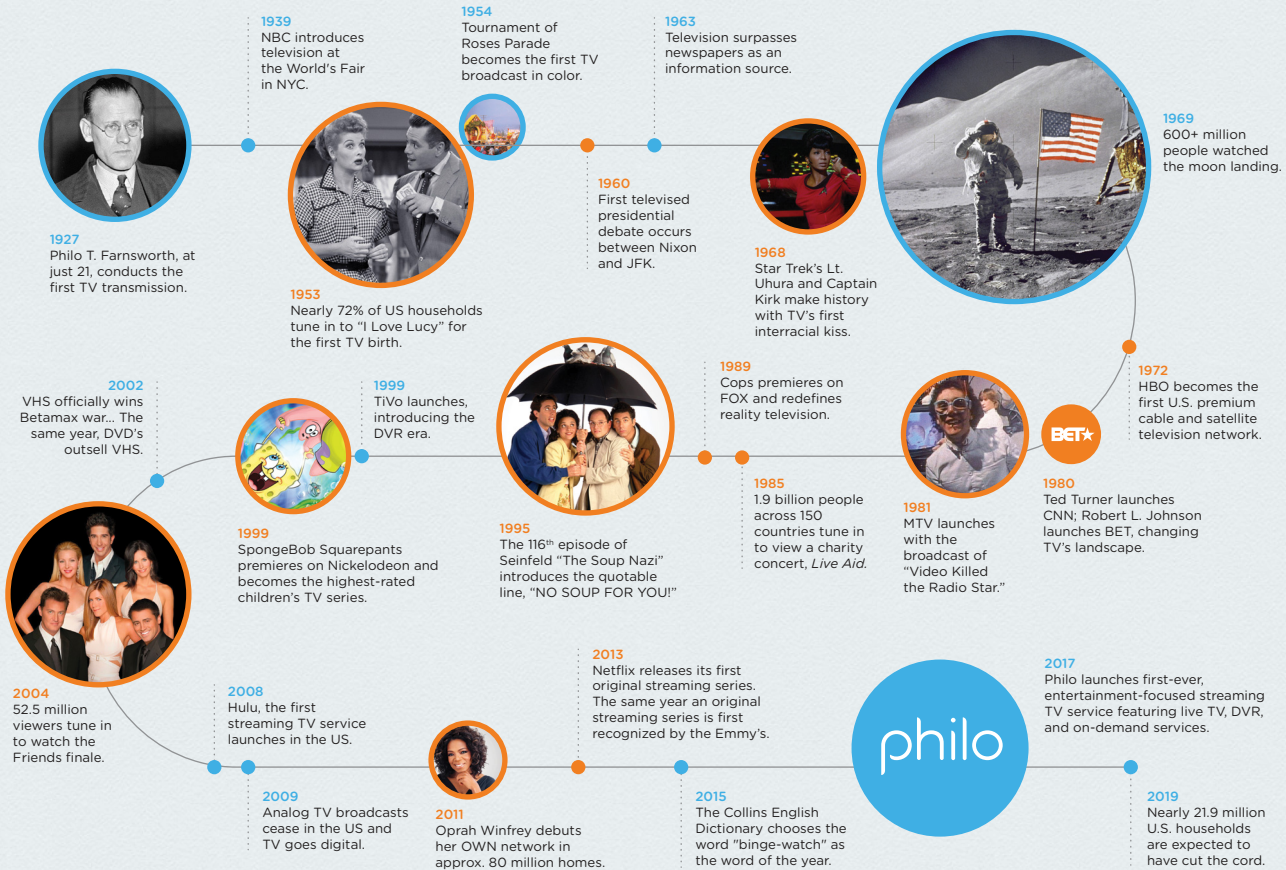 1927
Philo T. Farnsworth, at
just 21, conducts the
first TV transmission.
1939
NBC introduces
television at
the World's Fair
in NYC.
1953
Nearly 72% of US households
tune in to “I Love Lucy” for
the first TV birth.
1954
Tournament of
Roses Parade
becomes the first TV
broadcast in color.
1960
First televised
presidential
debate occurs
between Nixon
and JFK.
1963
Television surpasses
newspapers as an
information source.
1968
Star Trek’s Lt.
Uhura and Captain
Kirk make history
with TV’s first
interracial kiss.
1969
600+ million
people watched
the moon landing.
1972
HBO becomes the
first U.S. premium
cable and satellite
television network.
BET★
1980
Ted Turner launches
CNN; Robert L. Johnson
launches BET, changing
TV’s landscape.
1981
MTV launches
with the
broadcast of
“Video Killed
the Radio Star.”
1985
1.9 billion people
across 150
countries tune in
to view a charity
concert, Live Aid.
1989
Cops premieres on
FOX and redefines
reality television.
1995
The 116th episode of
Seinfeld “The Soup Nazi”
introduces the quotable
line, “NO SOUP FOR YOU!”
1999
TiVo launches,
introducing the
DVR era.
1999
SpongeBob Squarepants
premieres on Nickelodeon and
becomes the highest-rated
children’s TV series.
2002
VHS officially wins
Betamax war... The
same year, DVD’s
outsell VHS.
2004
52.5 million
viewers tune in
to watch the
Friends finale.
2008
Hulu, the first
streaming TV service
launches in the US.
2009
Analog TV broadcasts
cease in the US and
TV goes digital.
2011
Oprah Winfrey debuts
her OWN network in
approx. 80 million homes.
2013
Netflix releases its first
original streaming series.
The same year an original
streaming series is first
recognized by the Emmy’s.
2015
The Collins English
Dictionary chooses the
word "binge-watch" as
the word of the year.
philo
2017
Philo launches first-ever,
entertainment-focused streaming
TV service featuring live TV, DVR,
and on-demand services.
2019
Nearly 21.9 million
U.S. households
are expected to
have cut the cord.